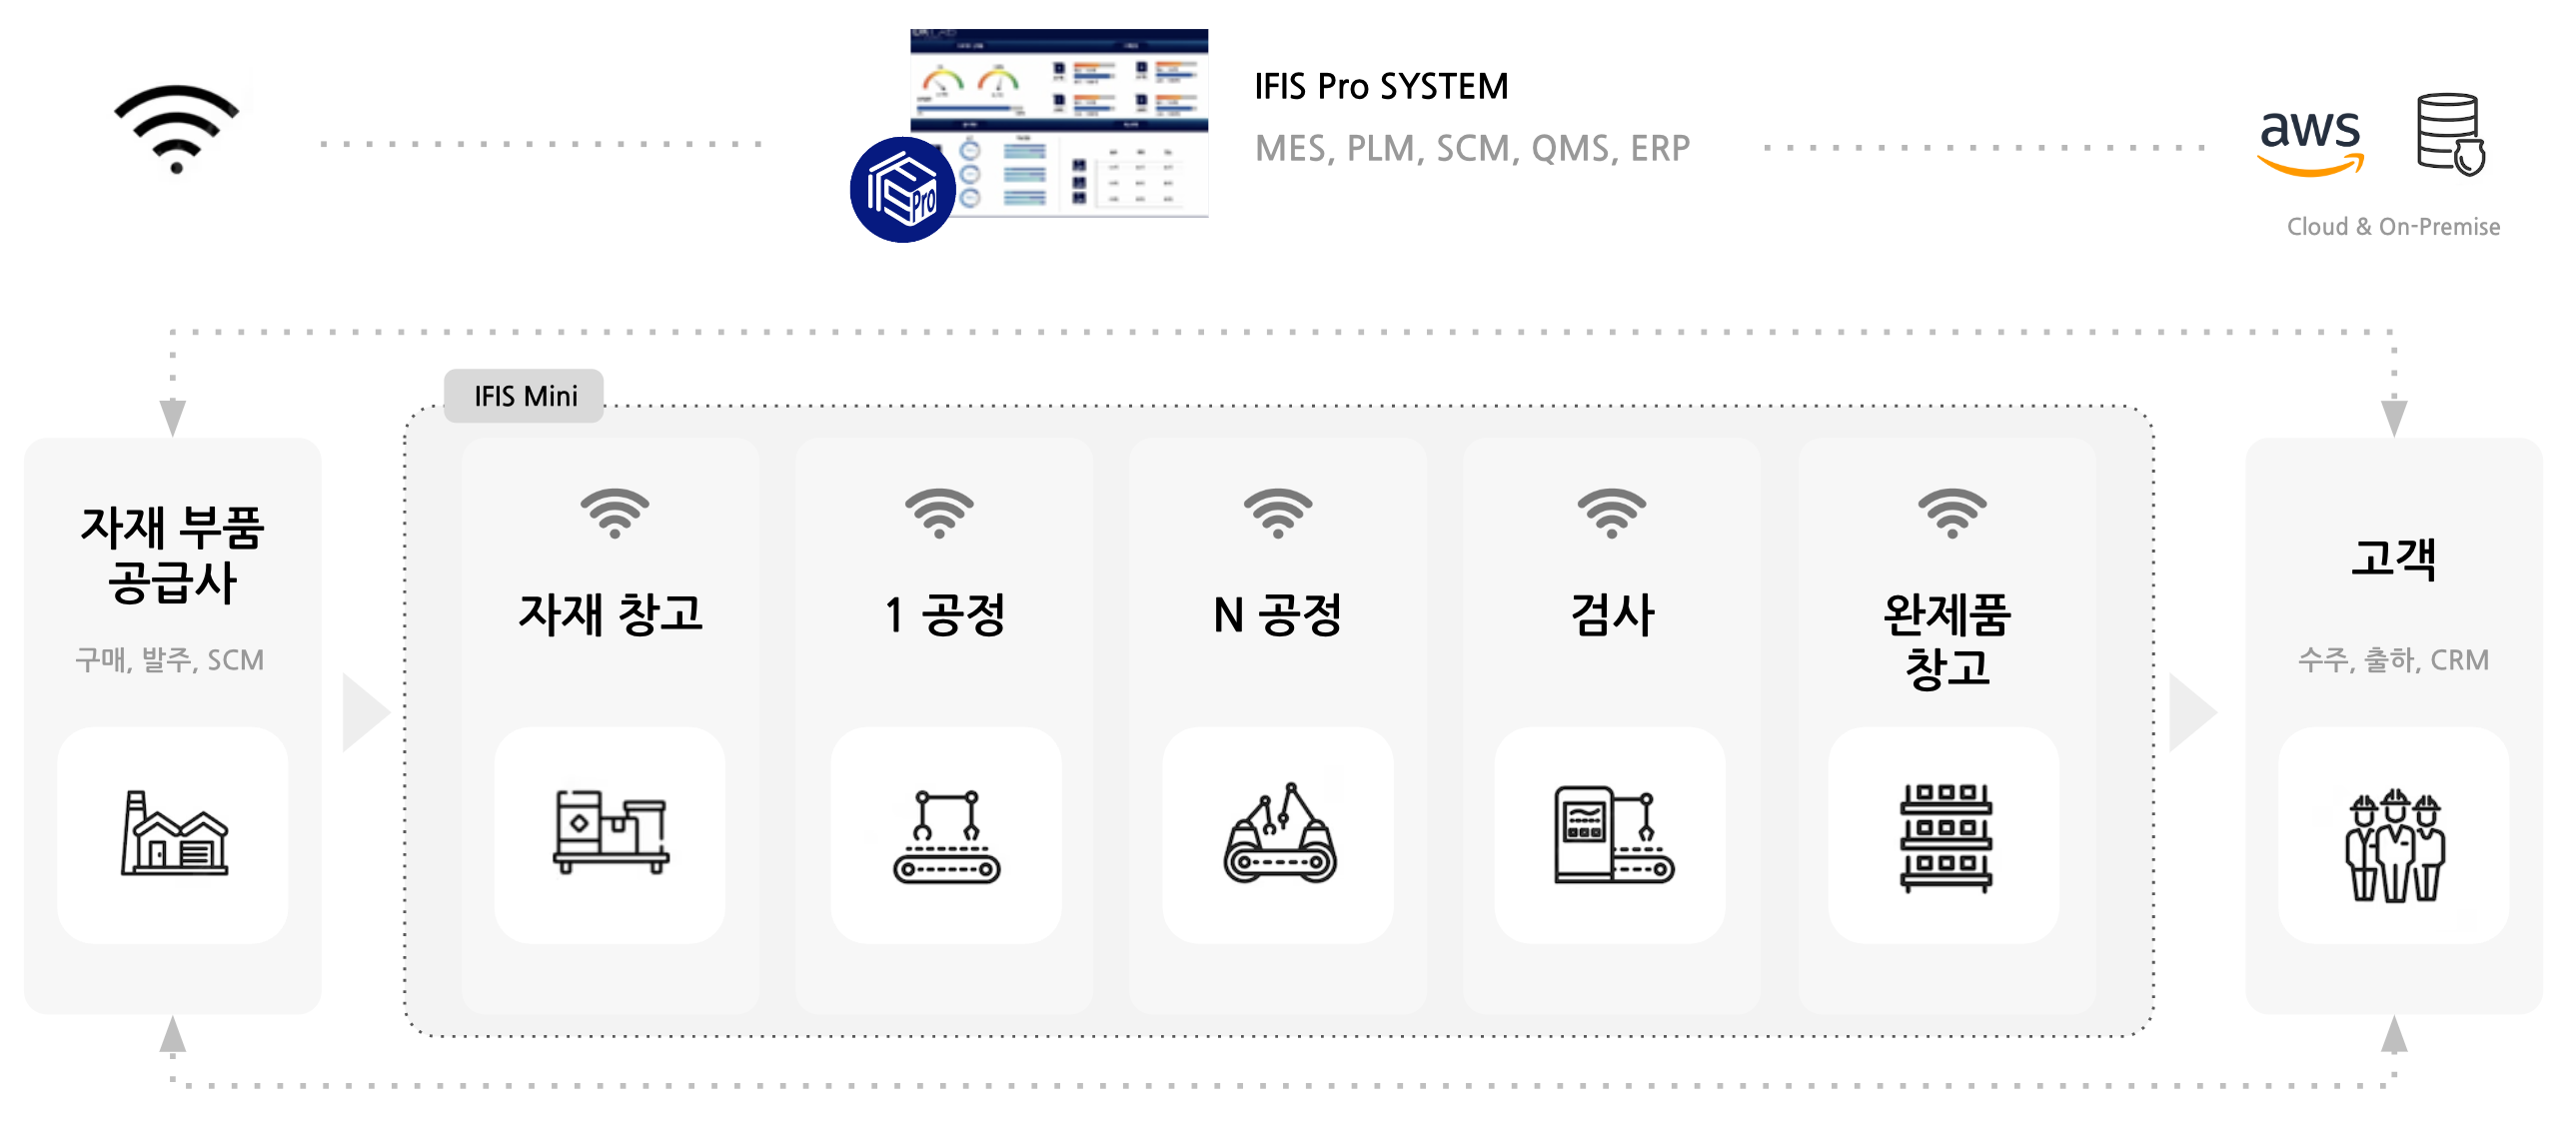 IFIS Pro SYSTEM
MES, PLM, SCM, QMS, ERP
IFIS Pro
aws
Cloud & On-Premise
IFIS Mini
자재 부품
공급사
구매, 발주, SCM
자재 창고
1 공정
N 공정
검사
완제품
창고
고객
수주, 출하, CRM